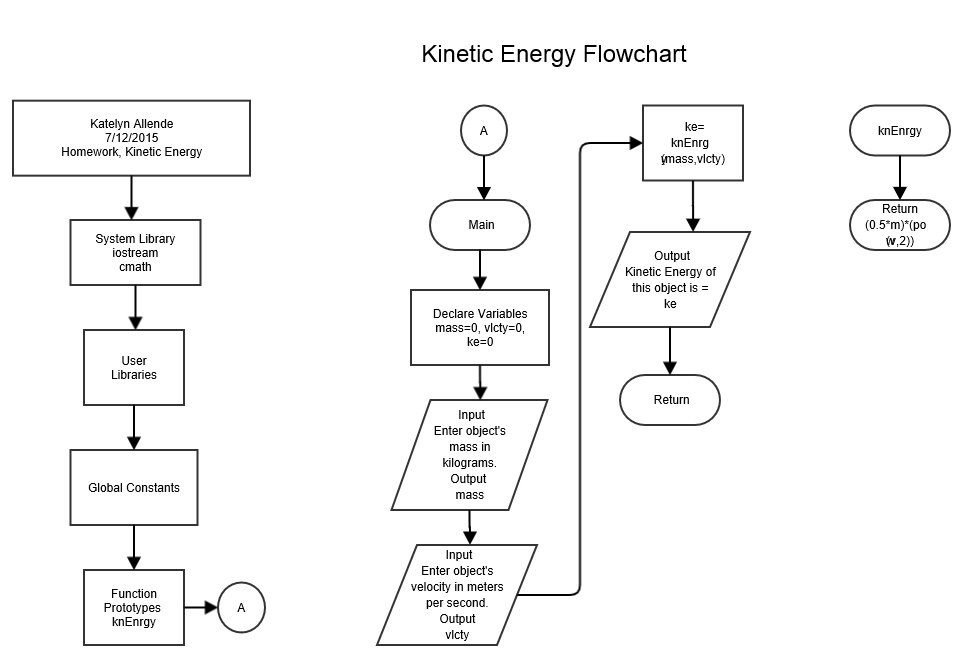 Kinetic Energy Flowchart
Katelyn Allende
7/12/2015
Homework, Kinetic Energy
System Library
iostream
cmath
User
Libraries
Global Constants
Function
Prototypes
knEnrgy
A
A
Main
Declare Variables
mass=0, vlcty=0,
ke=0
Input
Enter object's
mass in
kilograms.
Output
mass
Input
Enter object's
velocity in meters
per second.
Output
vlcty
ke=
knEnrg
y(mass,vlcty)
Output
Kinetic Energy of
this object is =
ke
Return
knEnrgy
Return
(0.5*m)*(po
w(v,2))